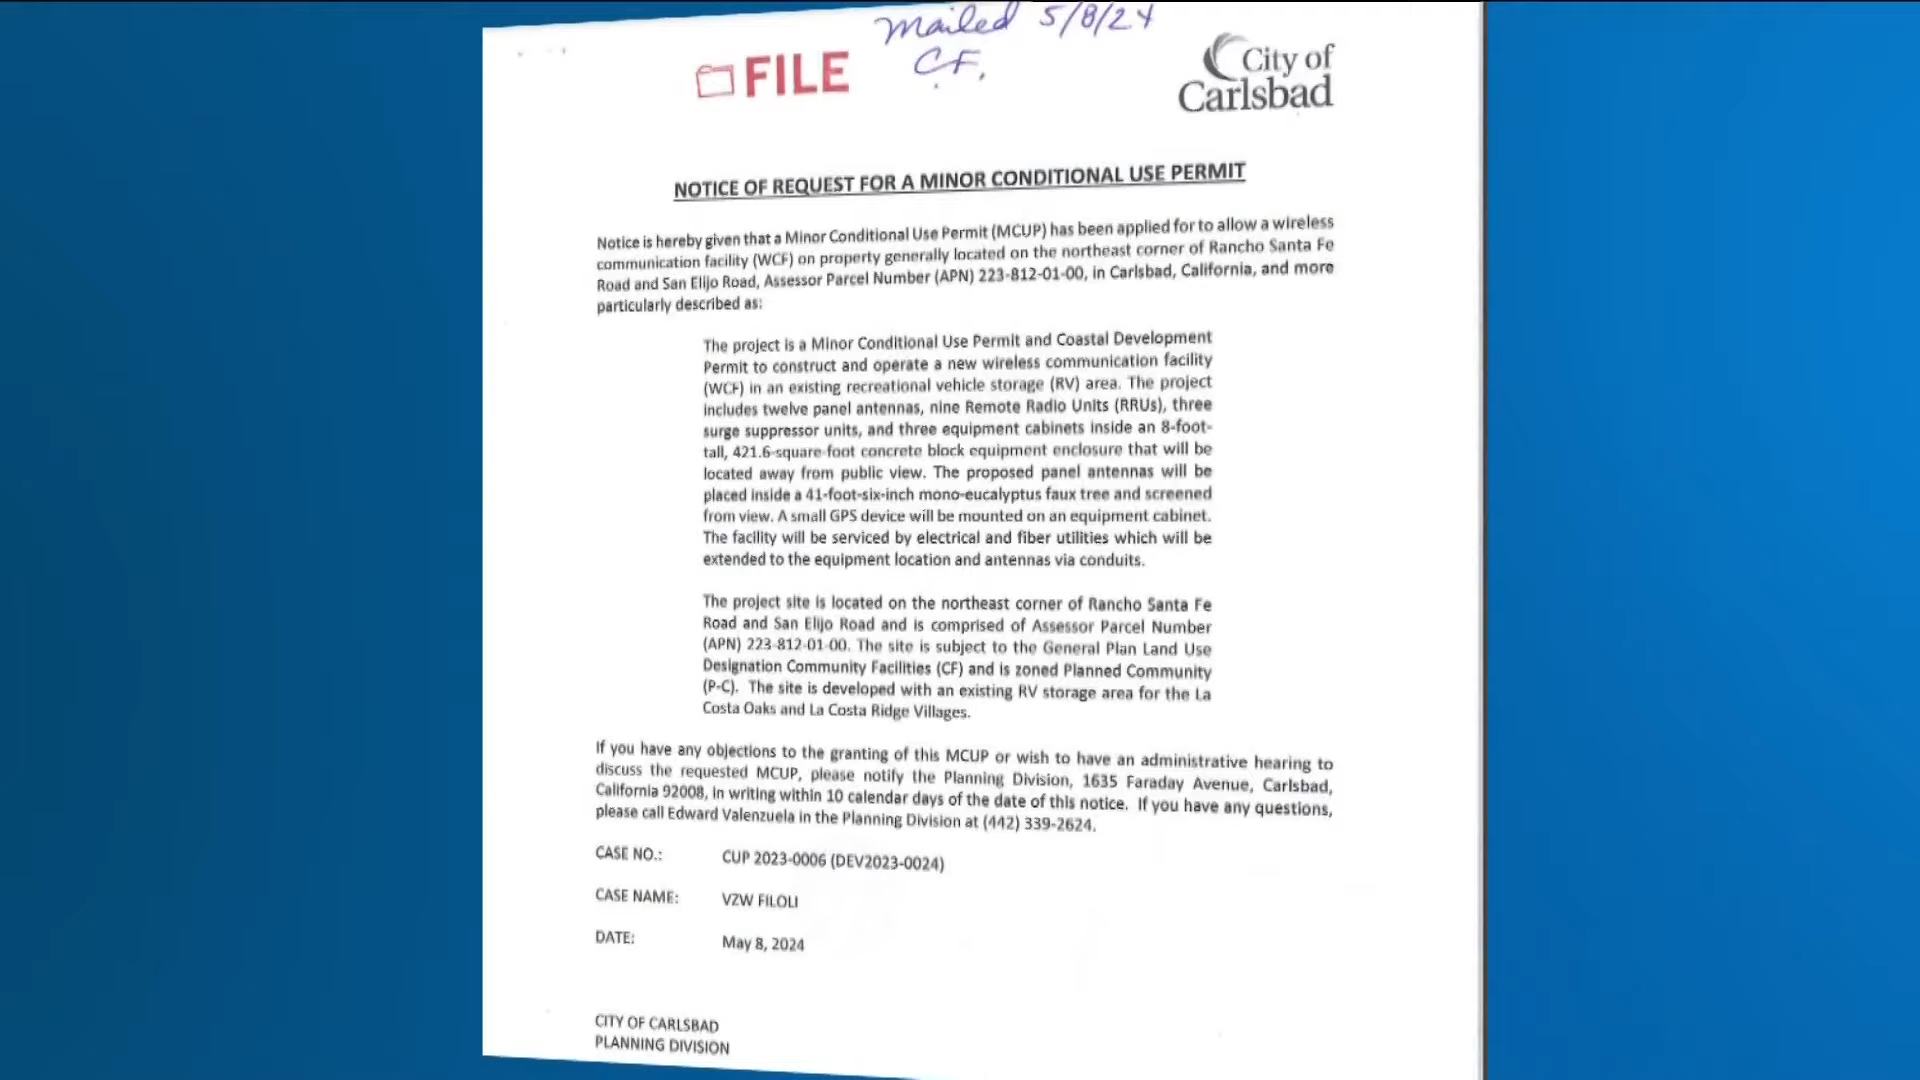 Mailed 5/8/24
C.F.
FILE
City of
Carlsbad
NOTICE OF REQUEST FOR A MINOR CONDITIONAL USE PERMIT
Notice is hereby given that a Minor Conditional Use Permit (MCUP) has been applied for to allow a wireless
communication facility (WCF) on property generally located on the northeast corner of Rancho Santa Fe
Road and San Elijo Road, Assessor Parcel Number (APN) 223-812-01-00, in Carlsbad, California, and more
particularly described as:
The project is a Minor Conditional Use Permit and Coastal Development
Permit to construct and operate a new wireless communication facility
(WCF) in an existing recreational vehicle storage (RV) area. The project
includes twelve panel antennas, nine Remote Radio Units (RRUs), three
surge suppressor units, and three equipment cabinets inside an 8-foot-
tall, 421.6-square-foot concrete block equipment enclosure that will be
located away from public view. The proposed panel antennas will be
placed inside a 41-foot-six-inch mono-eucalyptus faux tree and screened
from view. A small GPS device will be mounted on an equipment cabinet.
The facility will be serviced by electrical and fiber utilities which will be
extended to the equipment location and antennas via conduits.
The project site is located on the northeast corner of Rancho Santa Fe
Road and San Elijo Road and is comprised of Assessor Parcel Number
(APN) 223-812-01-00. The site is subject to the General Plan Land Use
Designation Community Facilities (CF) and is zoned Planned Community
(P-C). The site is developed with an existing RV storage area for the La
Costa Oaks and La Costa Ridge Villages.
If you have any objections to the granting of this MCUP or wish to have an administrative hearing to
discuss the requested MCUP, please notify the Planning Division, 1635 Faraday Avenue, Carlsbad,
California 92008, in writing within 10 calendar days of the date of this notice. If you have any questions,
please call Edward Valenzuela in the Planning Division at (442) 339-2624.
CASE NO.: CUP 2023-0006 (DEV2023-0024)
CASE NAME: VZW FILOLI
DATE: May 8, 2024
CITY OF CARLSBAD
PLANNING DIVISION